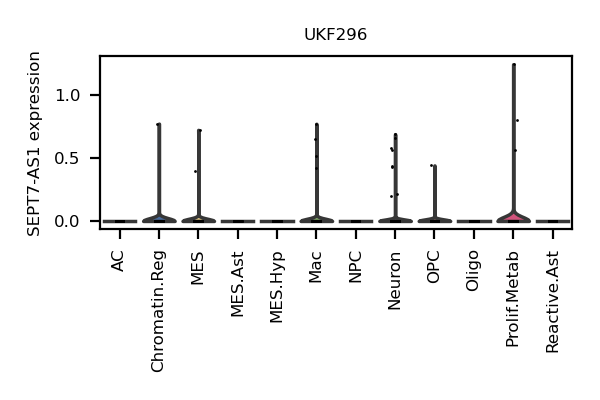 UKF296
SEPT7-AS1 expression
1.0
0.5
0.0
AC
Chromatin.Reg
MES
MES.Ast
MES.Hyp
Mac
NPC
Neuron
OPC
Oligo
Prolif.Metab
Reactive.Ast